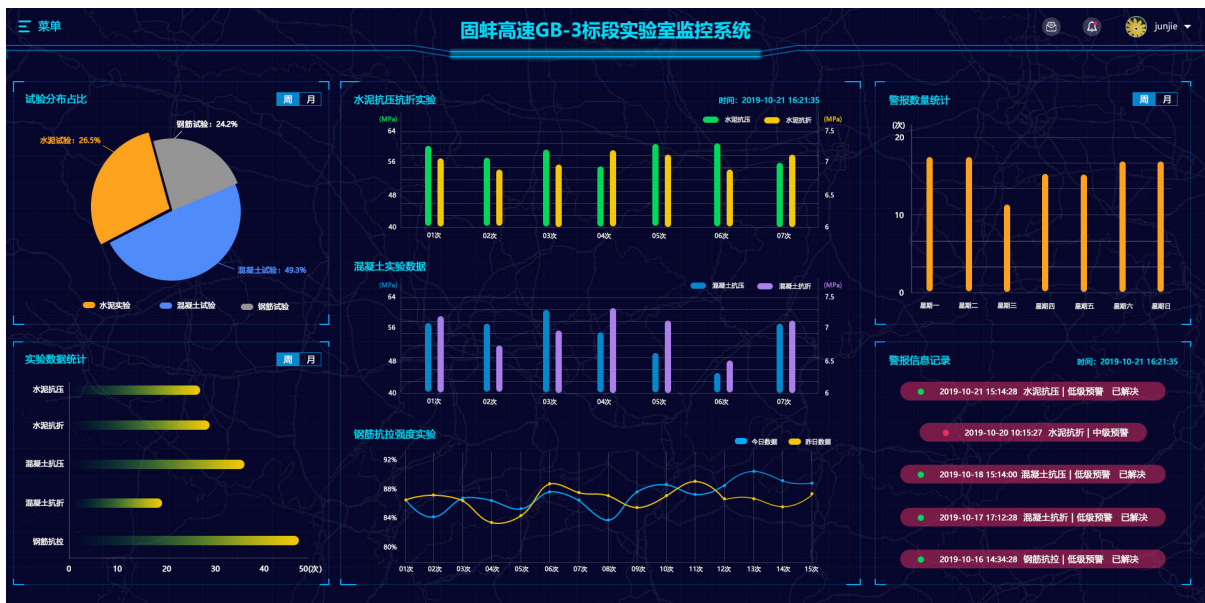 菜单
固蚌高速GB-3标段实验室监控系统
junjie
试验分布占比
周 月
钢筋试验：24.2%
水泥试验：26.5%
混凝土试验：49.3%
水泥实验 混凝土试验 钢筋试验
实验数据统计
周 月
水泥抗压
水泥抗折
混凝土抗压
混凝土抗折
钢筋抗拉
0 10 20 30 40 50(次)
水泥抗压抗折实验
时间：2019-10-21 16:21:35
(MPa) 水泥抗压 水泥抗折 (MPa)
64 7.5
56 7
48 6.5
40 6
01次 02次 03次 04次 05次 06次 07次
混凝土实验数据
(MPa) 混凝土抗压 混凝土抗折 (MPa)
64 7.5
56 7
48 6.5
40 6
01次 02次 03次 04次 05次 06次 07次
钢筋抗拉强度实验
今日数据 昨日数据
92%
88%
84%
80%
01次 02次 03次 04次 05次 06次 07次 08次 09次 10次 11次 12次 13次 14次 15次
警报数量统计
周 月
(次)
20
10
0
星期一 星期二 星期三 星期四 星期五 星期六 星期日
警报信息记录
时间：2019-10-21 16:21:35
2019-10-21 15:14:28 水泥抗压 | 低级预警 已解决
2019-10-20 10:15:27 水泥抗折 | 中级预警
2019-10-18 15:14:00 混凝土抗压 | 低级预警 已解决
2019-10-17 17:12:28 混凝土抗折 | 低级预警 已解决
2019-10-16 14:34:28 钢筋抗拉 | 低级预警 已解决